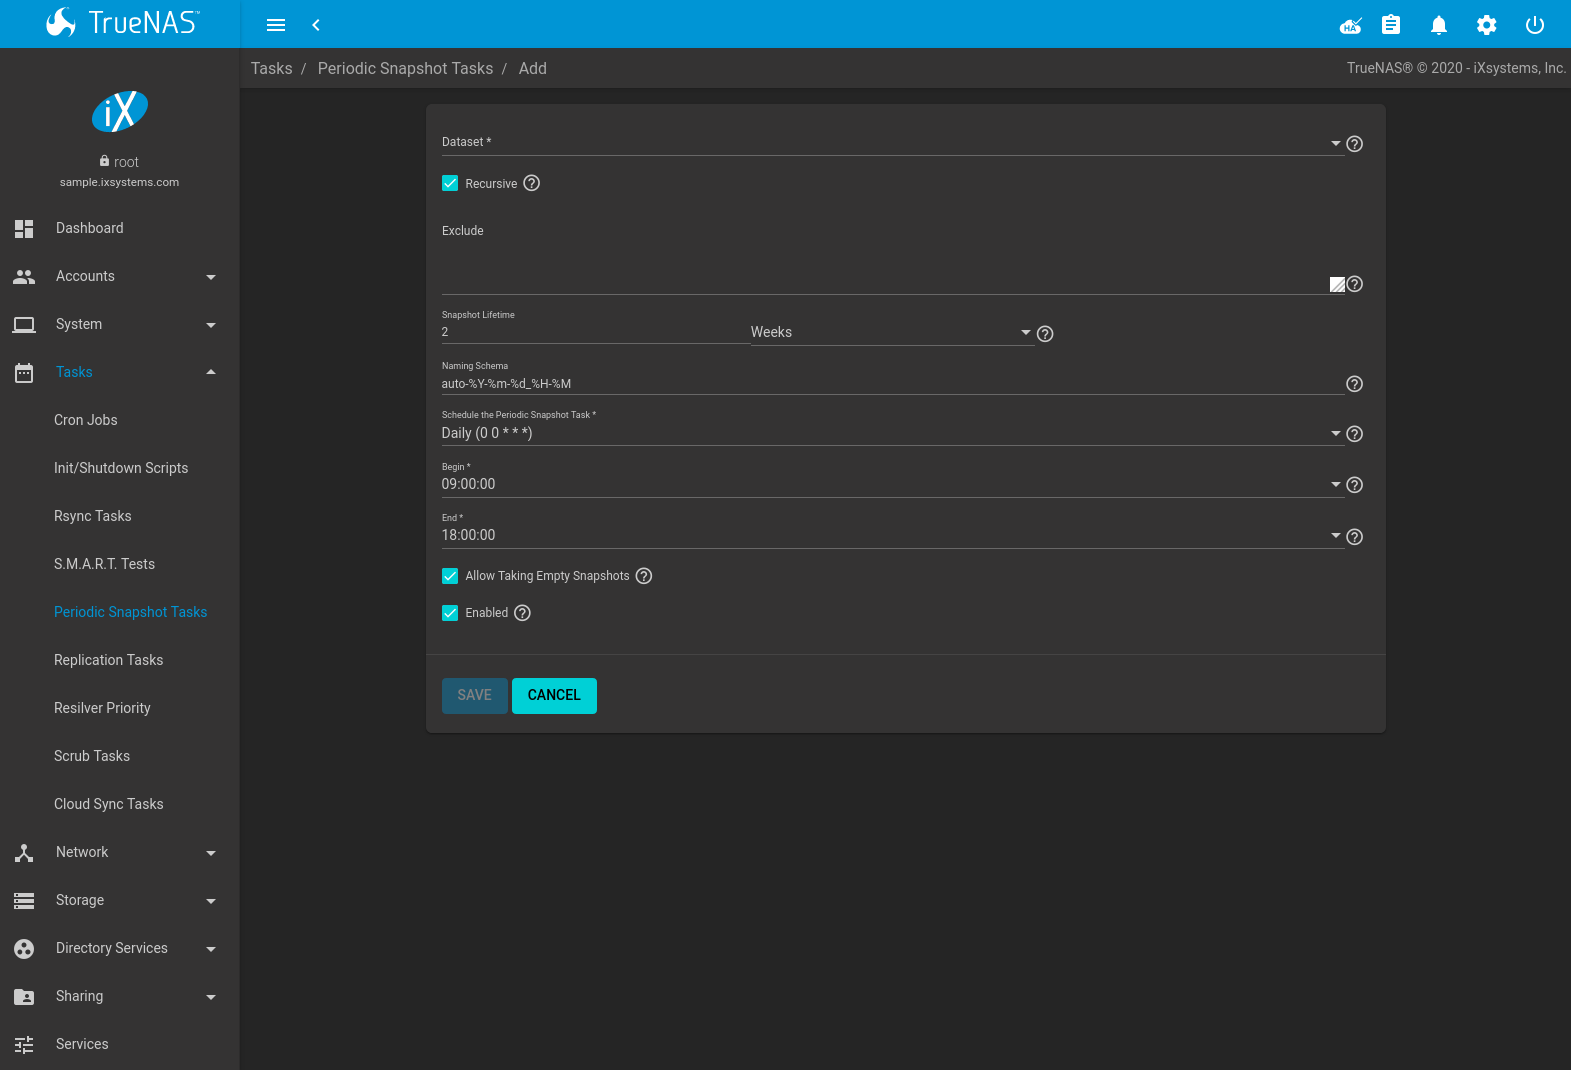 TrueNAS™
HA
Tasks / Periodic Snapshot Tasks / Add
TrueNAS® © 2020 - iXsystems, Inc.
iX
root
sample.ixsystems.com
Dashboard
Accounts
System
Tasks
Cron Jobs
Init/Shutdown Scripts
Rsync Tasks
S.M.A.R.T. Tests
Periodic Snapshot Tasks
Replication Tasks
Resilver Priority
Scrub Tasks
Cloud Sync Tasks
Network
Storage
Directory Services
Sharing
Services
Dataset *
Recursive
Exclude
Snapshot Lifetime
2 Weeks
Naming Schema
auto-%Y-%m-%d_%H-%M
Schedule the Periodic Snapshot Task *
Daily (0 0 * * *)
Begin *
09:00:00
End *
18:00:00
Allow Taking Empty Snapshots
Enabled
SAVE CANCEL